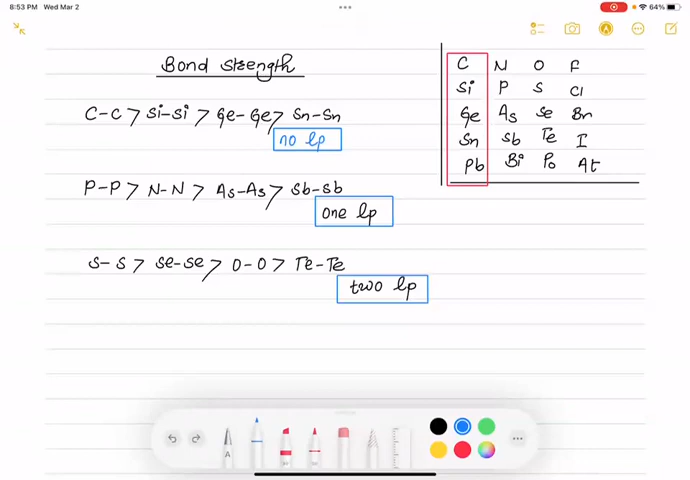 8:53 PM Wed Mar 2
64%
Bond Strength
C N O F
Si P S Cl
Ge As Se Br
Sn Sb Te I
Pb Bi Po At
C-C > Si-Si > Ge-Ge > Sn-Sn
no lp
P-P > N-N > As-As > Sb-Sb
one lp
S-S > Se-Se > O-O > Te-Te
two lp
A